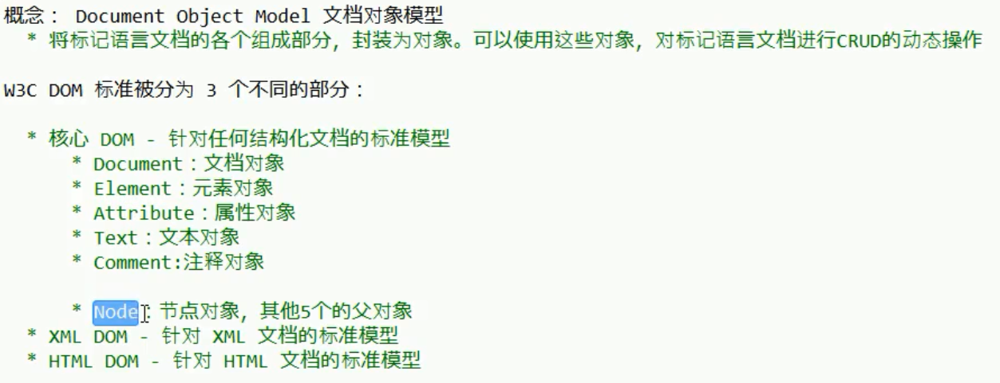 概念： Document Object Model 文档对象模型
* 将标记语言文档的各个组成部分，封装为对象。可以使用这些对象，对标记语言文档进行CRUD的动态操作
W3C DOM 标准被分为 3 个不同的部分：
* 核心 DOM - 针对任何结构化文档的标准模型
* Document：文档对象
* Element：元素对象
* Attribute：属性对象
* Text：文本对象
* Comment:注释对象
* Node：节点对象，其他5个的父对象
* XML DOM - 针对 XML 文档的标准模型
* HTML DOM - 针对 HTML 文档的标准模型